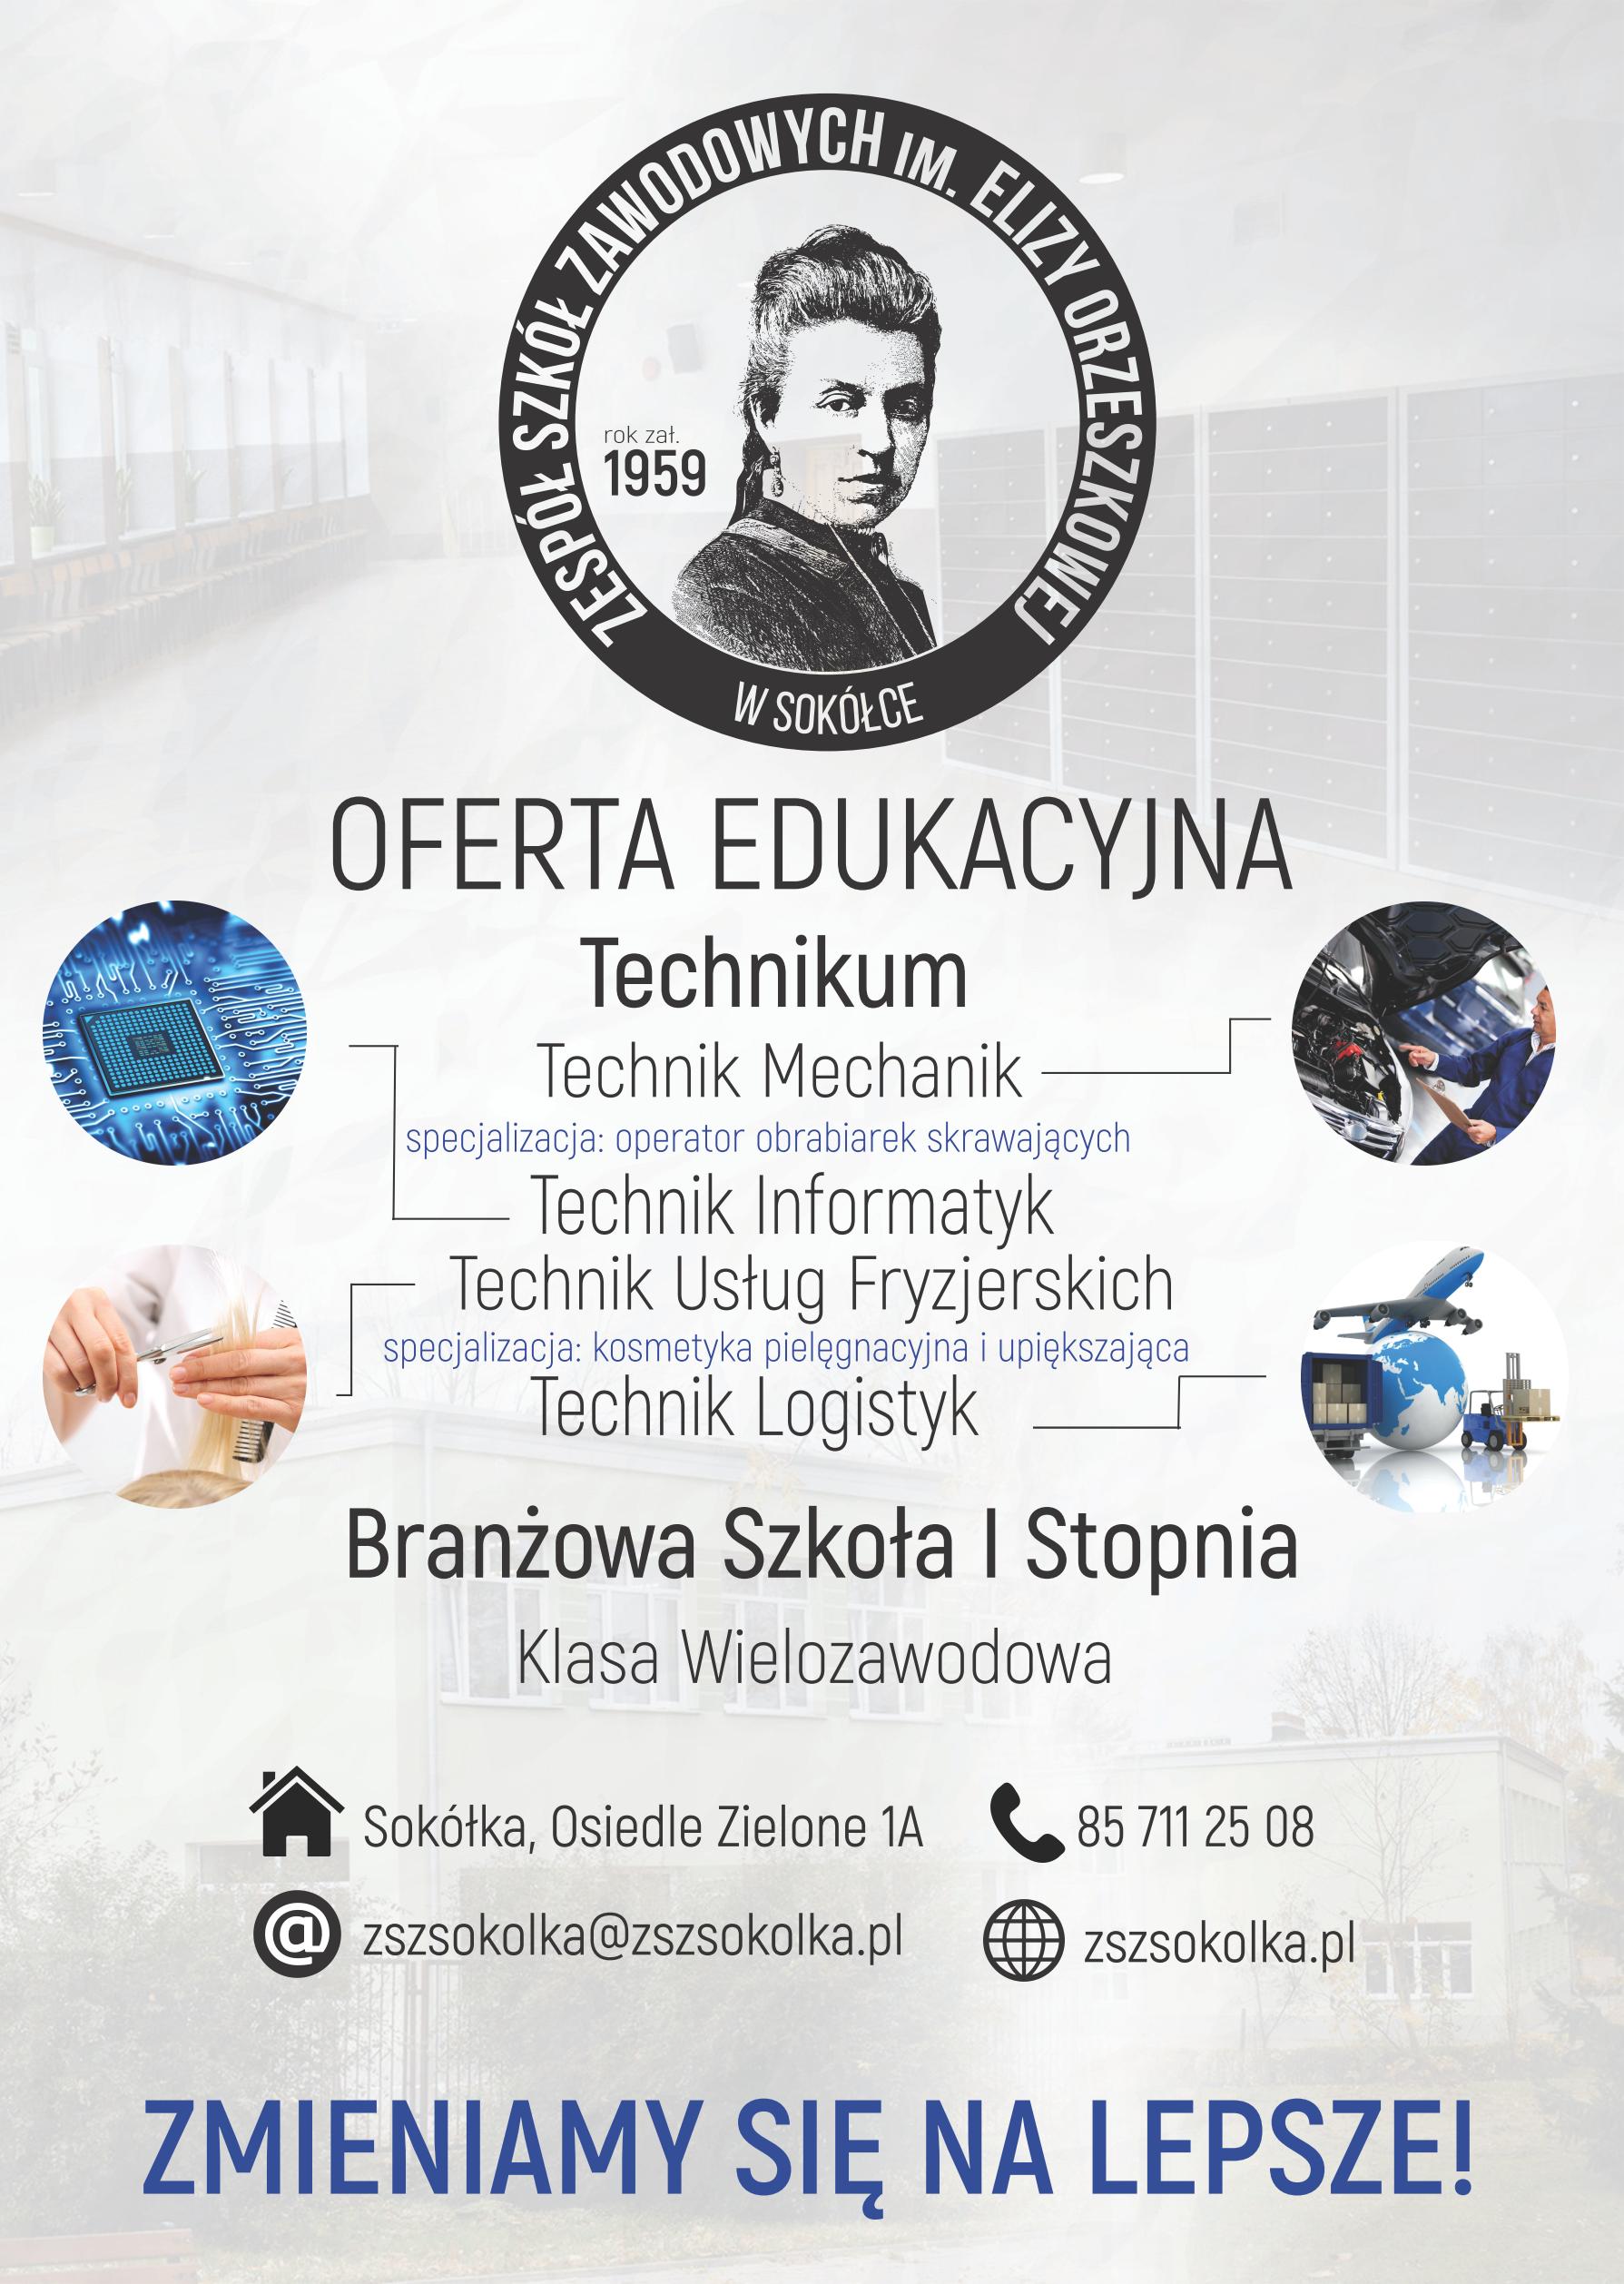 ZESPÓŁ SZKÓŁ ZAWODOWYCH IM. ELIZY ORZESZKOWEJ
rok zał.
1959
W SOKÓŁCE
OFERTA EDUKACYJNA
Technikum
Technik Mechanik
specjalizacja: operator obrabiarek skrawających
Technik Informatyk
Technik Usług Fryzjerskich
specjalizacja: kosmetyka pielęgnacyjna i upiększająca
Technik Logistyk
Branżowa Szkoła I Stopnia
Klasa Wielozawodowa
Sokółka, Osiedle Zielone 1A
85 711 25 08
zszsokolka@zszsokolka.pl
zszsokolka.pl
ZMIENIAMY SIĘ NA LEPSZE!